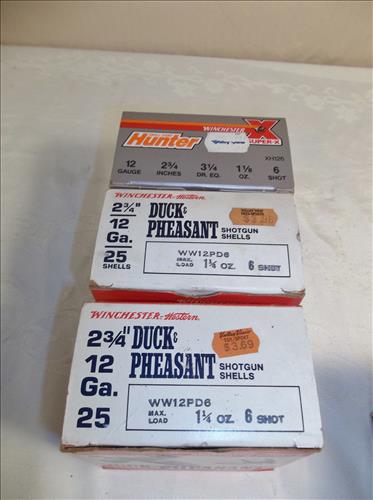 Hunter
WINCHESTER
X
SUPER-X
XH126
12 2¾ 3¼ 1⅛ 6
GAUGE INCHES DR. EQ. OZ. SHOT
WINCHESTER-Western
2¾"
12
Ga.
25
SHELLS
DUCK &
PHEASANT
SHOTGUN
SHELLS
WW12PD6
MAX.
LOAD 1¼ OZ. 6 SHOT
WINCHESTER-Western
2¾"
12
Ga.
25
DUCK &
PHEASANT
SHOTGUN
SHELLS
$3.69
WW12PD6
MAX.
LOAD 1¼ OZ. 6 SHOT